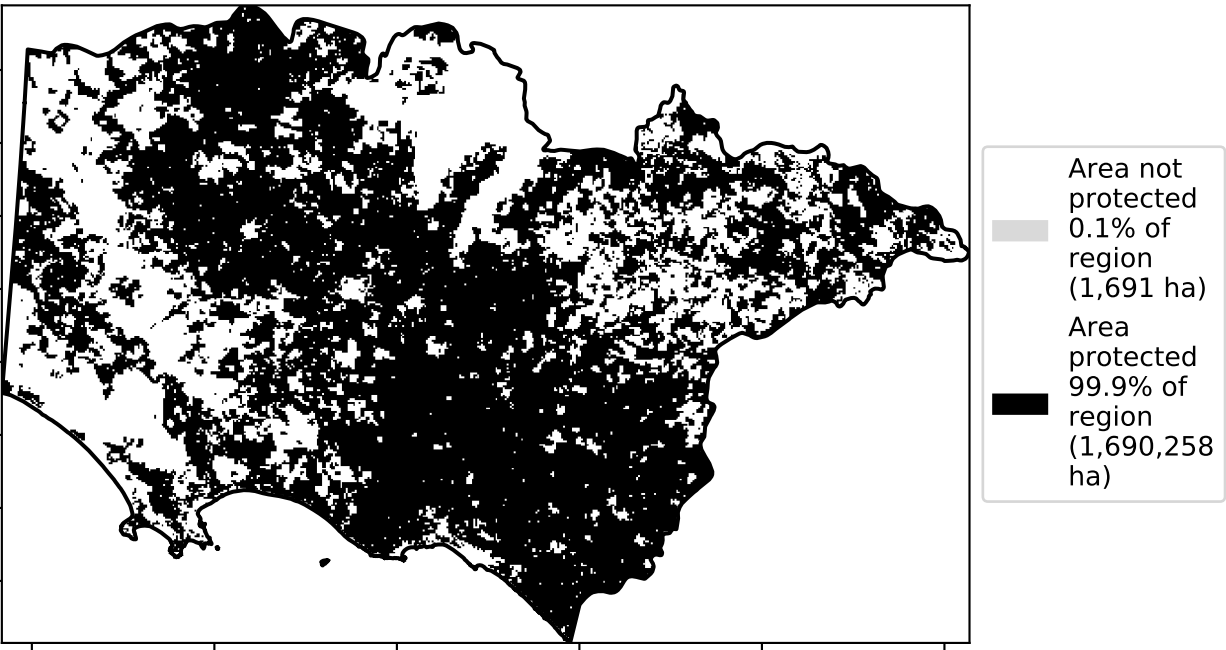 Area not
protected
0.1% of
region
(1,691 ha)
Area
protected
99.9% of
region
(1,690,258
ha)